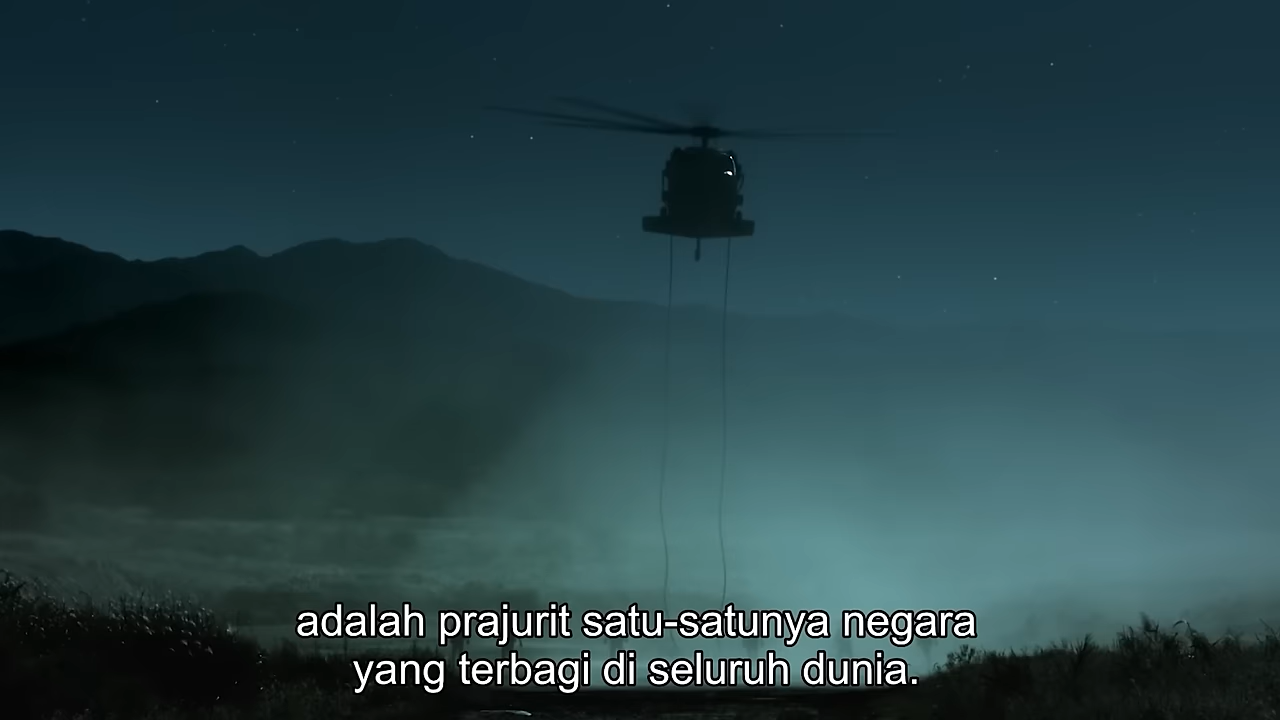 adalah prajurit satu-satunya negara
yang terbagi di seluruh dunia.